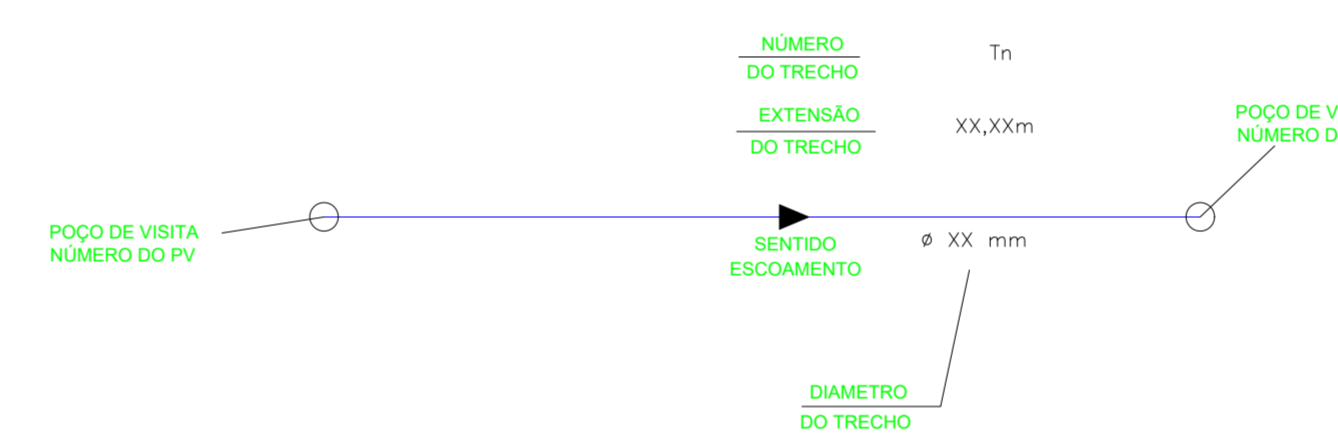 NÚMERO
DO TRECHO
Tn
EXTENSÃO
DO TRECHO
XX,XXm
POÇO DE V
NÚMERO D
POÇO DE VISITA
NÚMERO DO PV
SENTIDO
ESCOAMENTO
ø XX mm
DIAMETRO
DO TRECHO